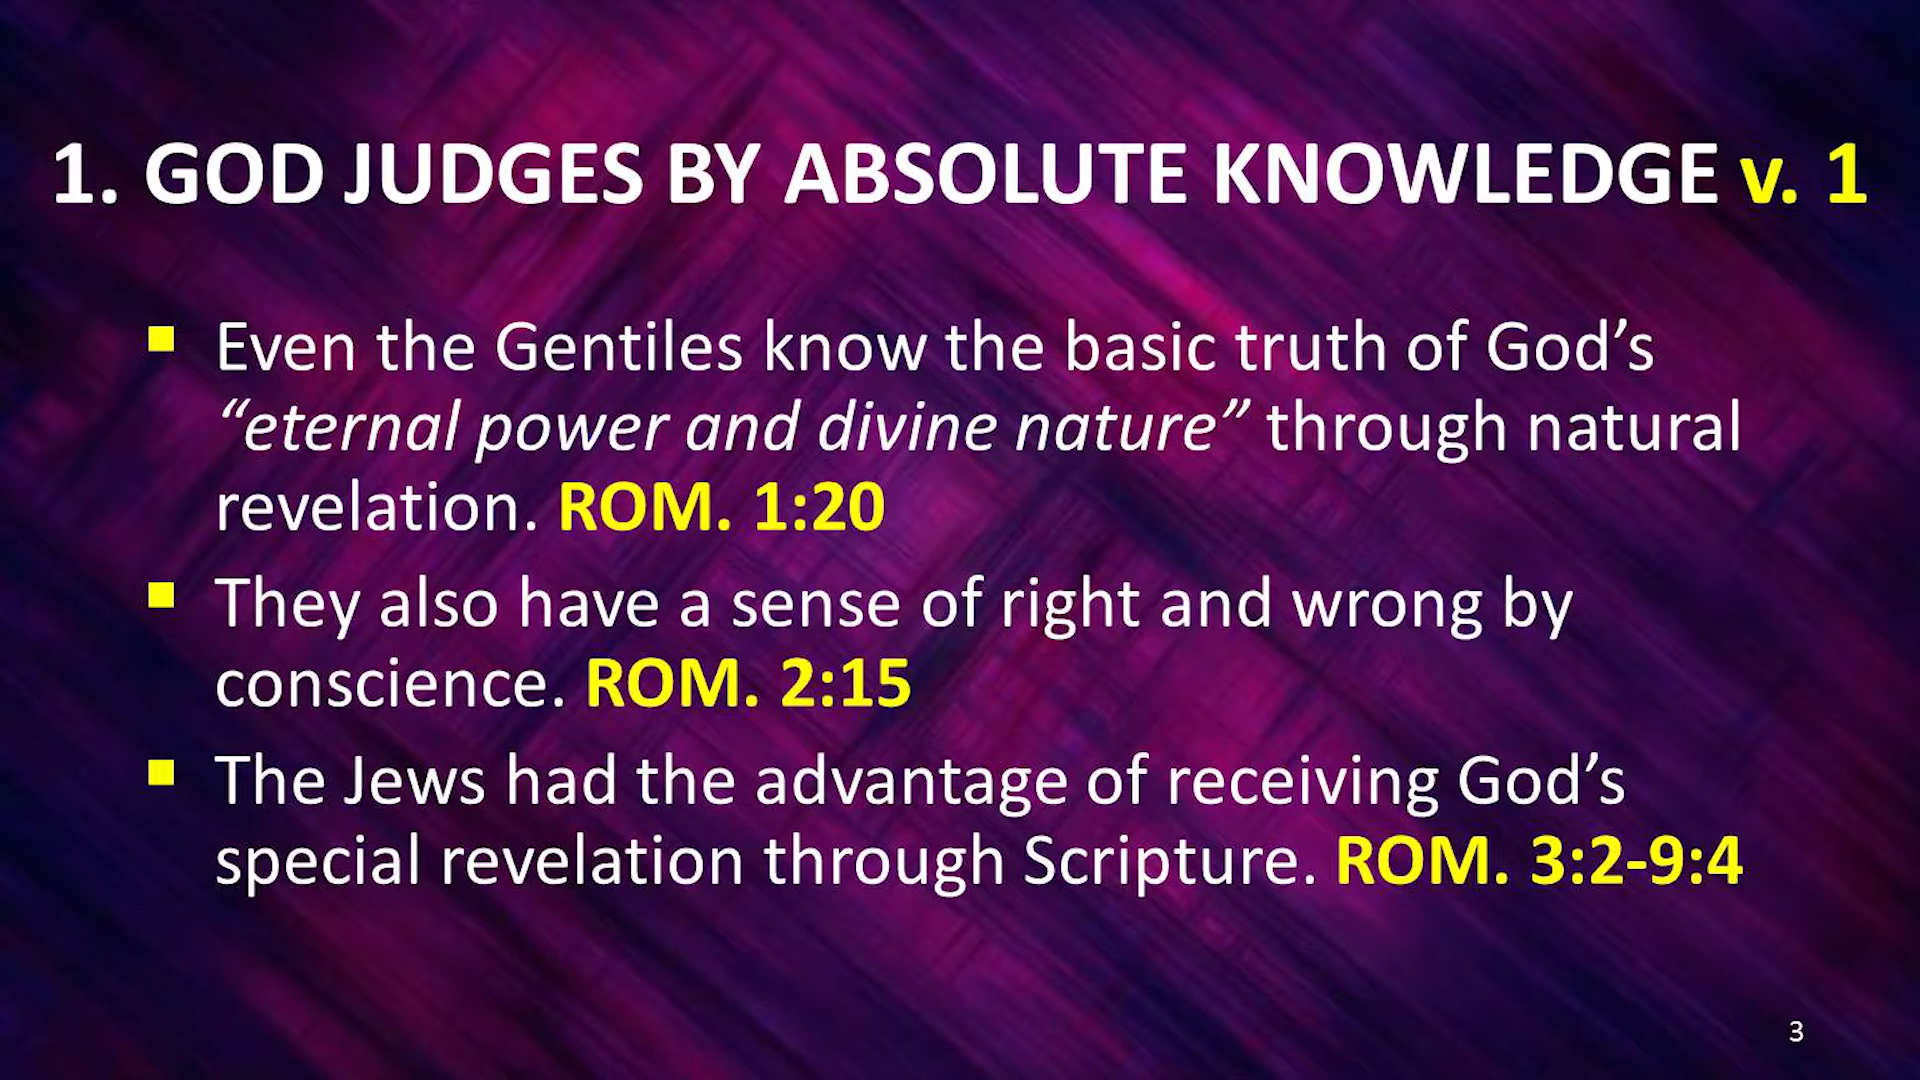 1. GOD JUDGES BY ABSOLUTE KNOWLEDGE v. 1
Even the Gentiles know the basic truth of God’s
“eternal power and divine nature” through natural
revelation. ROM. 1:20
They also have a sense of right and wrong by
conscience. ROM. 2:15
The Jews had the advantage of receiving God’s
special revelation through Scripture. ROM. 3:2-9:4
3